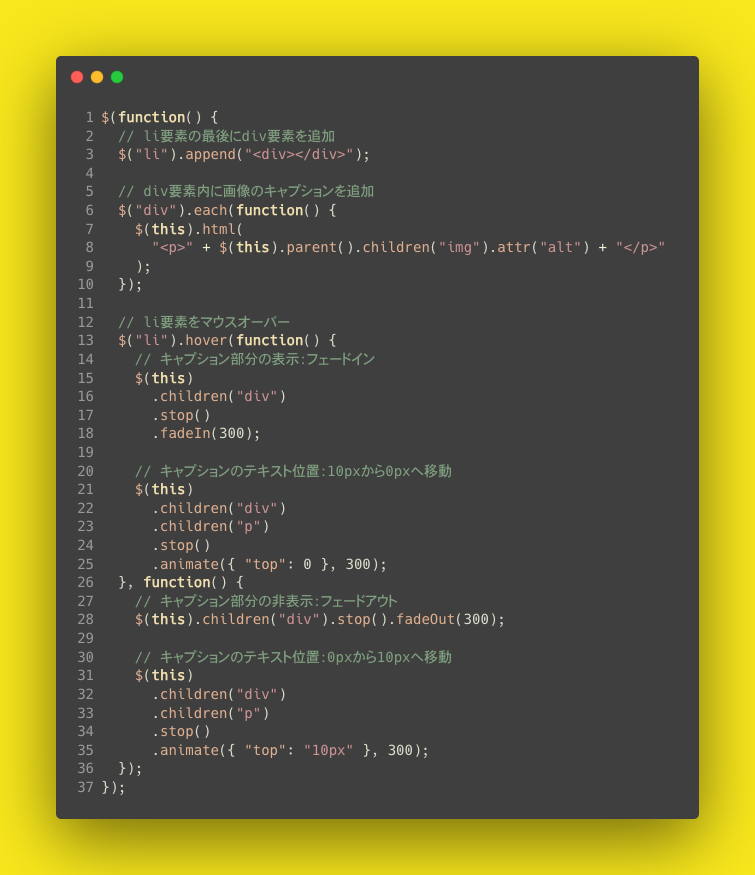 1 $(function() {
2   // li要素の最後にdiv要素を追加
3   $("li").append("<div></div>");
4
5   // div要素内に画像のキャプションを追加
6   $("div").each(function() {
7     $(this).html(
8       "<p>" + $(this).parent().children("img").attr("alt") + "</p>"
9     );
10   });
11
12   // li要素をマウスオーバー
13   $("li").hover(function() {
14     // キャプション部分の表示:フェードイン
15     $(this)
16       .children("div")
17       .stop()
18       .fadeIn(300);
19
20     // キャプションのテキスト位置:10pxから0pxへ移動
21     $(this)
22       .children("div")
23       .children("p")
24       .stop()
25       .animate({ "top": 0 }, 300);
26   }, function() {
27     // キャプション部分の非表示:フェードアウト
28     $(this).children("div").stop().fadeOut(300);
29
30     // キャプションのテキスト位置:0pxから10pxへ移動
31     $(this)
32       .children("div")
33       .children("p")
34       .stop()
35       .animate({ "top": "10px" }, 300);
36   });
37 });